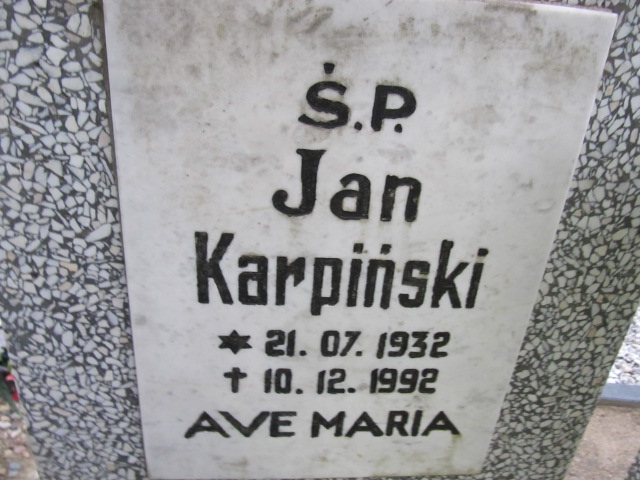 Ś.P.
Jan
Karpiński
★ 21. 07. 1932
✝ 10. 12. 1992
AVE MARIA